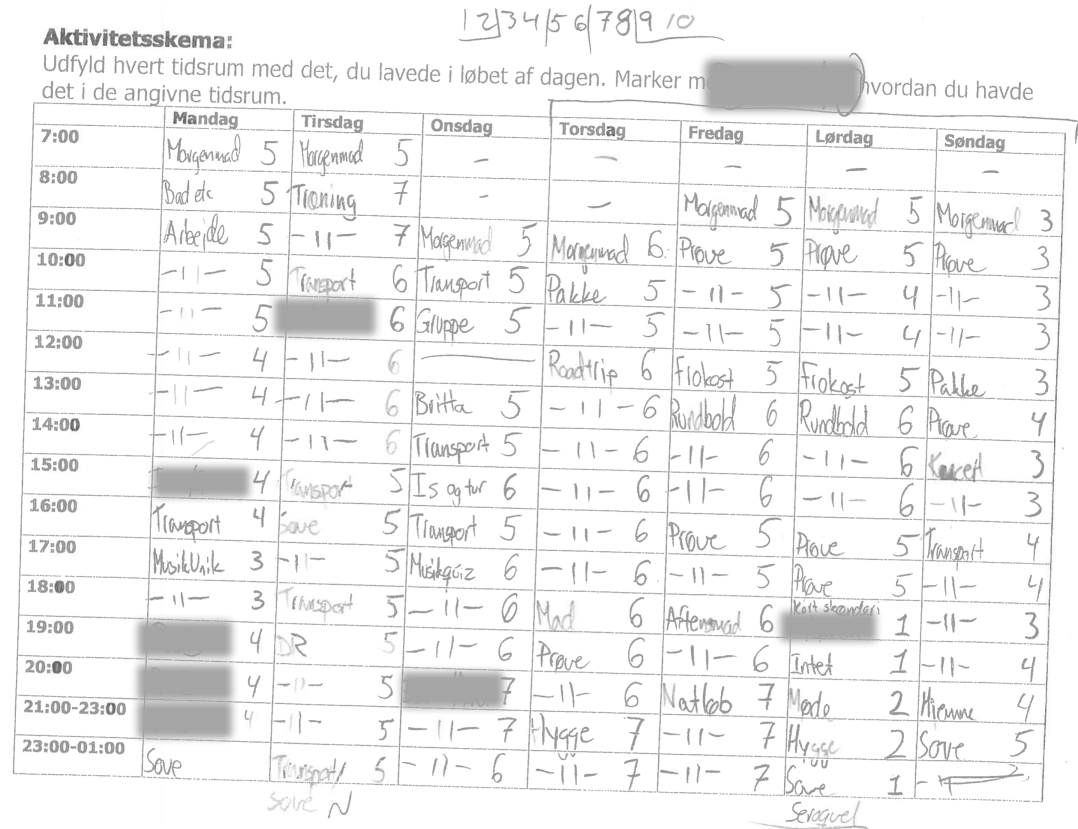 1 2/3 4/5 6/7 8/9 10
Aktivitetsskema:
Udfyld hvert tidsrum med det, du lavede i løbet af dagen. Marker m hvordan du havde
det i de angivne tidsrum.
Mandag Tirsdag Onsdag Torsdag Fredag Lørdag Søndag
7:00 Morgenmad 5 Morgenmad 5 – – – – –
8:00 Bad etc 5 Træning 7 – – Morgenmad 5 Morgenmad 5 Morgenmad 3
9:00 Arbejde 5 –11– 7 Morgenmad 5 Morgenmad 6 Prøve 5 Prøve 5 Prøve 3
10:00 –11– 5 Transport 6 Transport 5 Pakke 5 –11– 5 –11– 4 –11– 3
11:00 –11– 5 6 Gruppe 5 –11– 5 –11– 5 –11– 4 –11– 3
12:00 –11– 4 –11– 6 — Roadtrip 6 Frokost 5 Frokost 5 Pakke 3
13:00 –11– 4 –11– 6 Britta 5 –11– 6 Rundbold 6 Rundbold 6 Prøve 4
14:00 –11– 4 –11– 6 Transport 5 –11– 6 –11– 6 –11– 6 3
15:00 4 Transport 5 Is og tur 6 –11– 6 –11– 6 –11– 6 –11– 3
16:00 Transport 4 Sove 5 Transport 5 –11– 6 Prøve 5 Prøve 5 Transport 4
17:00 MusikUnik 3 –11– 5 Musikquiz 6 –11– 6 –11– 5 Prøve 5 –11– 4
18:00 –11– 3 Transport 5 –11– 6 Mad 6 Aftensmad 6 Kort skænderi 1 –11– 3
19:00 4 DR 5 –11– 6 Prøve 6 –11– 6 Intet 1 –11– 4
20:00 4 –11– 5 7 –11– 6 Natløb 7 Møde 2 Hjemme 4
21:00-23:00 4 –11– 5 –11– 7 Hygge 7 –11– 7 Hygge 2 Sove 5
23:00-01:00 Sove Transport/ 5 –11– 6 –11– 7 –11– 7 Sove 1
sove N Seroquel